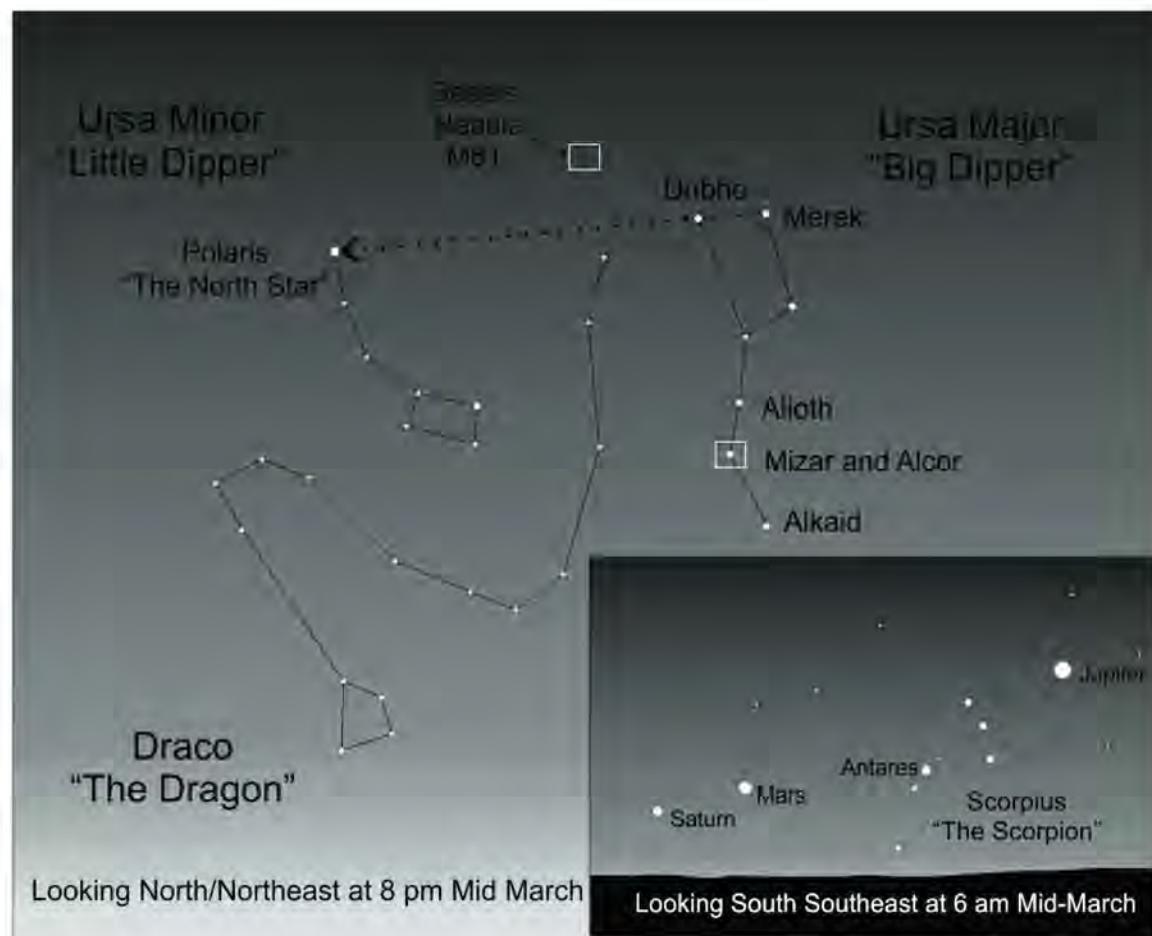 Ursa Minor
"Little Dipper"
Nebula
M81
Ursa Major
"Big Dipper"
Dubhe
Merek
Polaris
"The North Star"
Alioth
Mizar and Alcor
Alkaid
Draco
"The Dragon"
Looking North/Northeast at 8 pm Mid March
Jupiter
Antares
Mars
Saturn
Scorpius
"The Scorpion"
Looking South Southeast at 6 am Mid-March